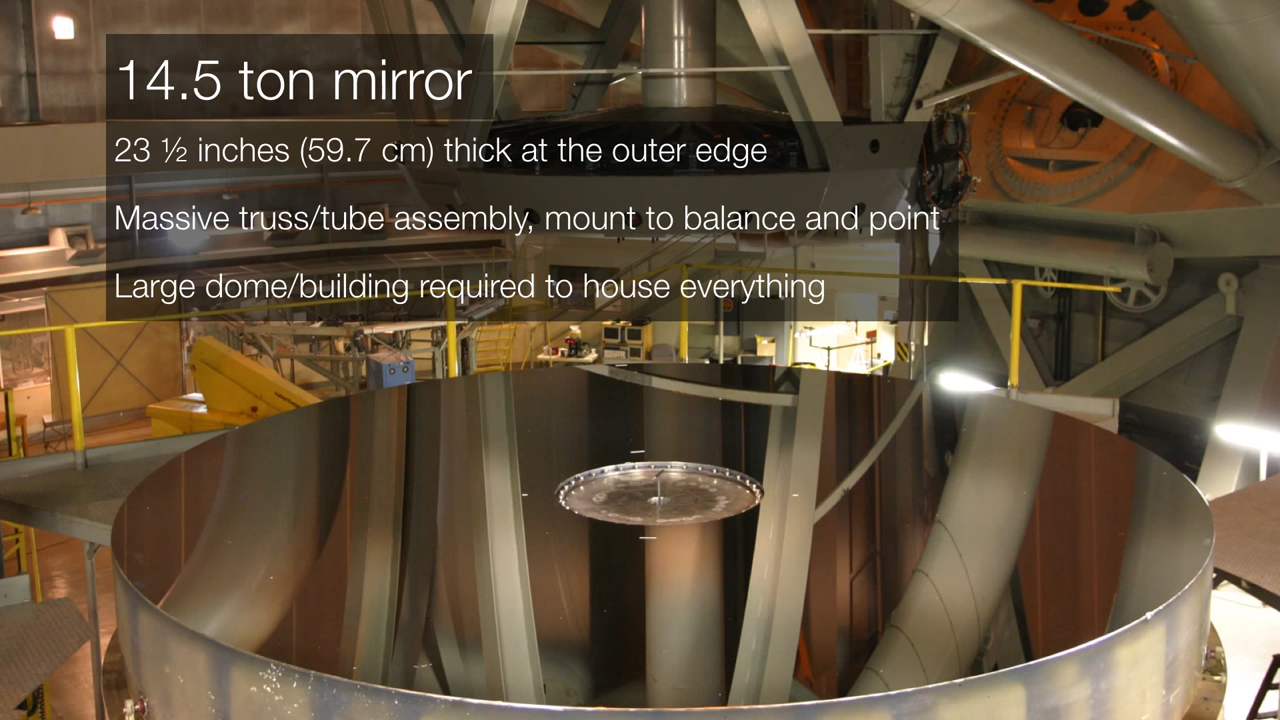 14.5 ton mirror
23 ½ inches (59.7 cm) thick at the outer edge
Massive truss/tube assembly, mount to balance and point
Large dome/building required to house everything